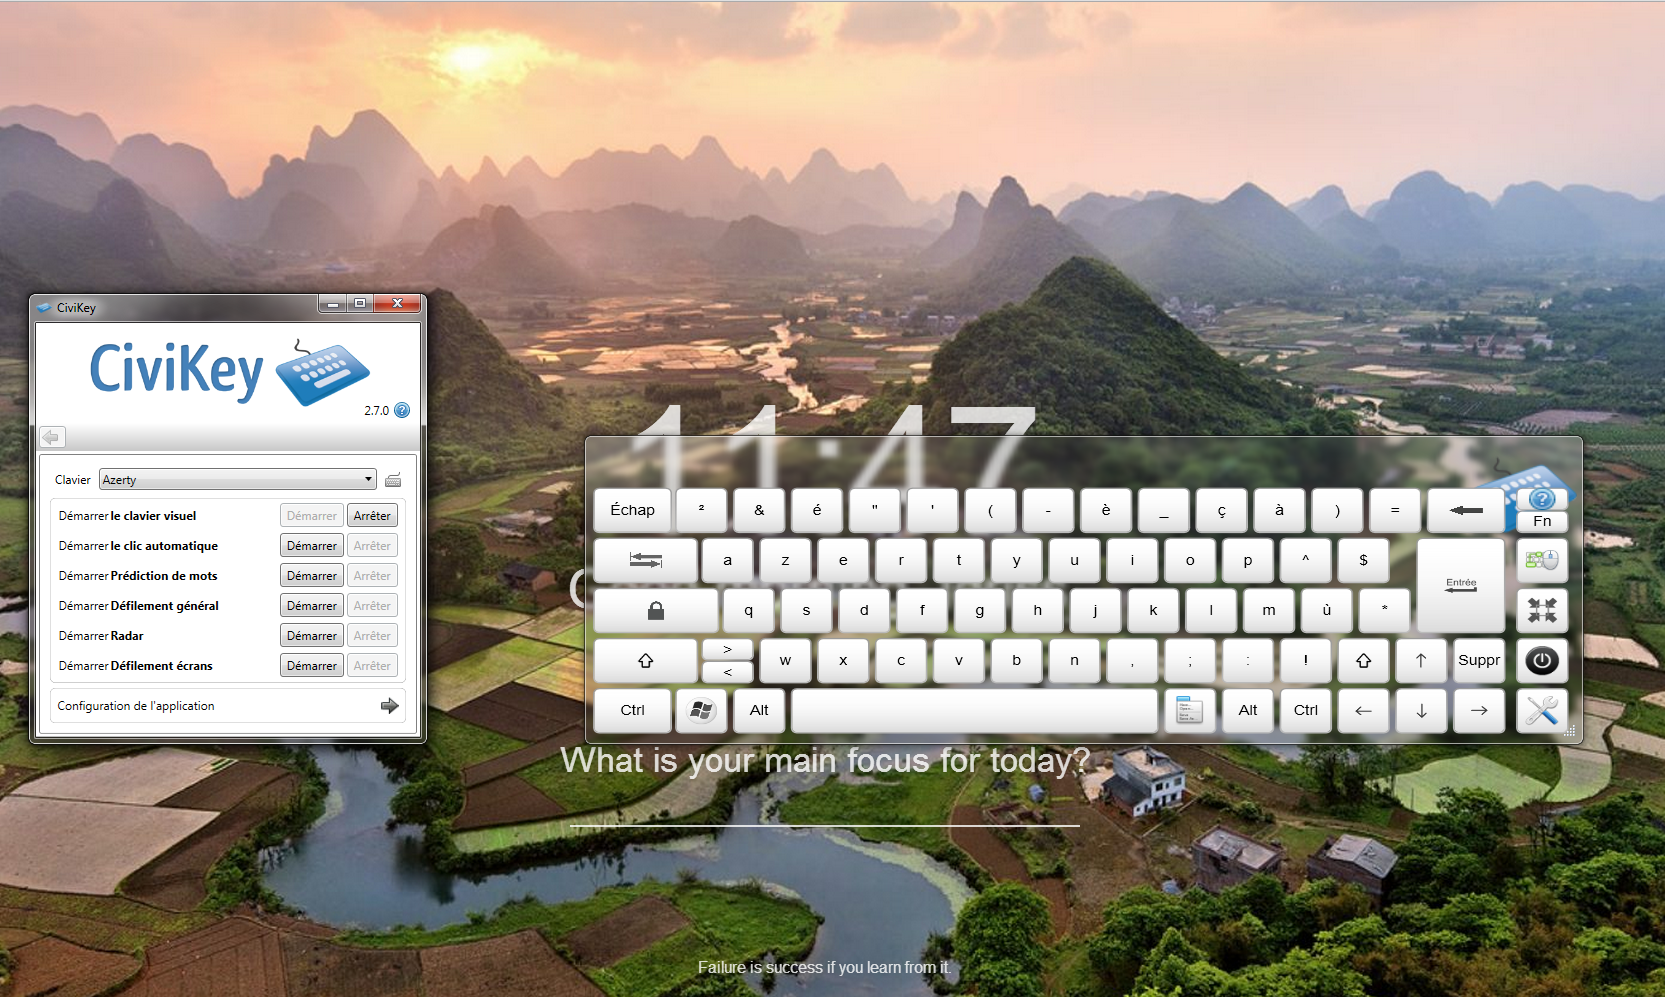 CiviKey
CiviKey
2.7.0 ?
Clavier Azerty
Démarrer le clavier visuel Démarrer Arrêter
Démarrer le clic automatique Démarrer Arrêter
Démarrer Prédiction de mots Démarrer Arrêter
Démarrer Défilement général Démarrer Arrêter
Démarrer Radar Démarrer Arrêter
Démarrer Défilement écrans Démarrer Arrêter
Configuration de l'application
11:47
Échap ² & é " ' ( - è _ ç à ) = ?
Fn
a z e r t y u i o p ^ $ Entrée
q s d f g h j k l m ù *
> < w x c v b n , ; : ! ↑ Suppr
Ctrl Alt Alt Ctrl ← ↓ →
What is your main focus for today?
Failure is success if you learn from it.